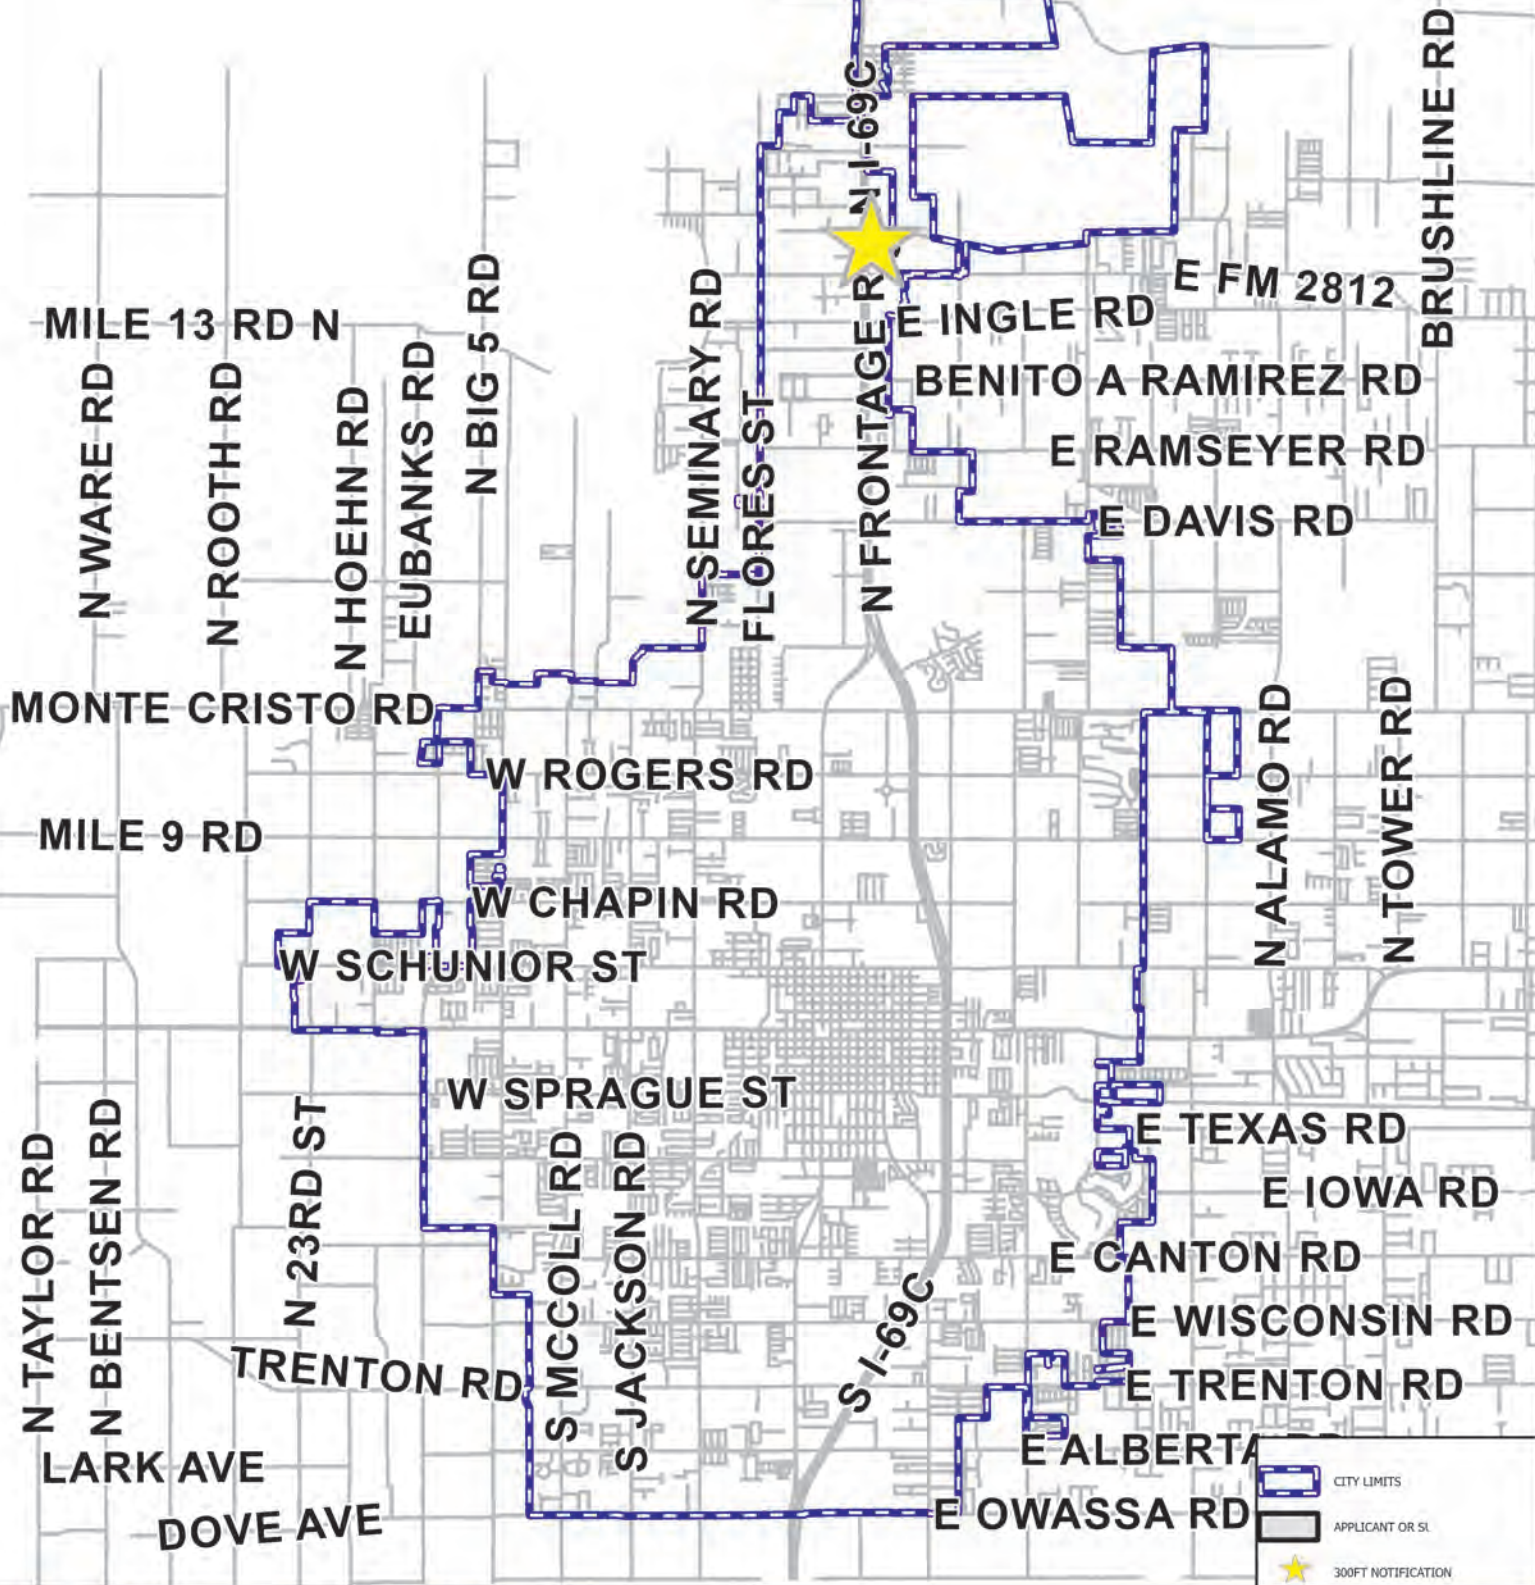 BRUSHLINE RD
N I-69C
E FM 2812
N BIG 5 RD
N SEMINARY RD
E INGLE RD
MILE 13 RD N
N FRONTAGE R
BENITO A RAMIREZ RD
N WARE RD
N ROOTH RD
N HOEHN RD
EUBANKS RD
FLORES ST
E RAMSEYER RD
E DAVIS RD
MONTE CRISTO RD
N ALAMO RD
N TOWER RD
W ROGERS RD
MILE 9 RD
W CHAPIN RD
W SCHUNIOR ST
W SPRAGUE ST
E TEXAS RD
N TAYLOR RD
N BENTSEN RD
N 23RD ST
S MCCOLL RD
S JACKSON RD
E IOWA RD
E CANTON RD
S I-69C
E WISCONSIN RD
TRENTON RD
E TRENTON RD
E ALBERTA
LARK AVE
DOVE AVE
E OWASSA RD
CITY LIMITS
APPLICANT OR
300FT NOTIFICATION